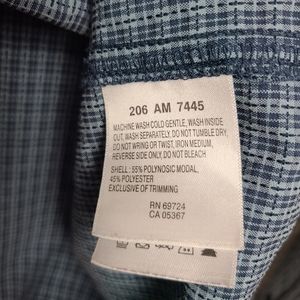 206 AM 7445
MACHINE WASH COLD GENTLE, WASH INSIDE
OUT, WASH SEPARATELY, DO NOT TUMBLE DRY,
DO NOT WRING OR TWIST, IRON MEDIUM,
REVERSE SIDE ONLY, DO NOT BLEACH
SHELL : 55% POLYNOSIC MODAL,
45% POLYESTER
EXCLUSIVE OF TRIMMING
RN 69724
CA 05367